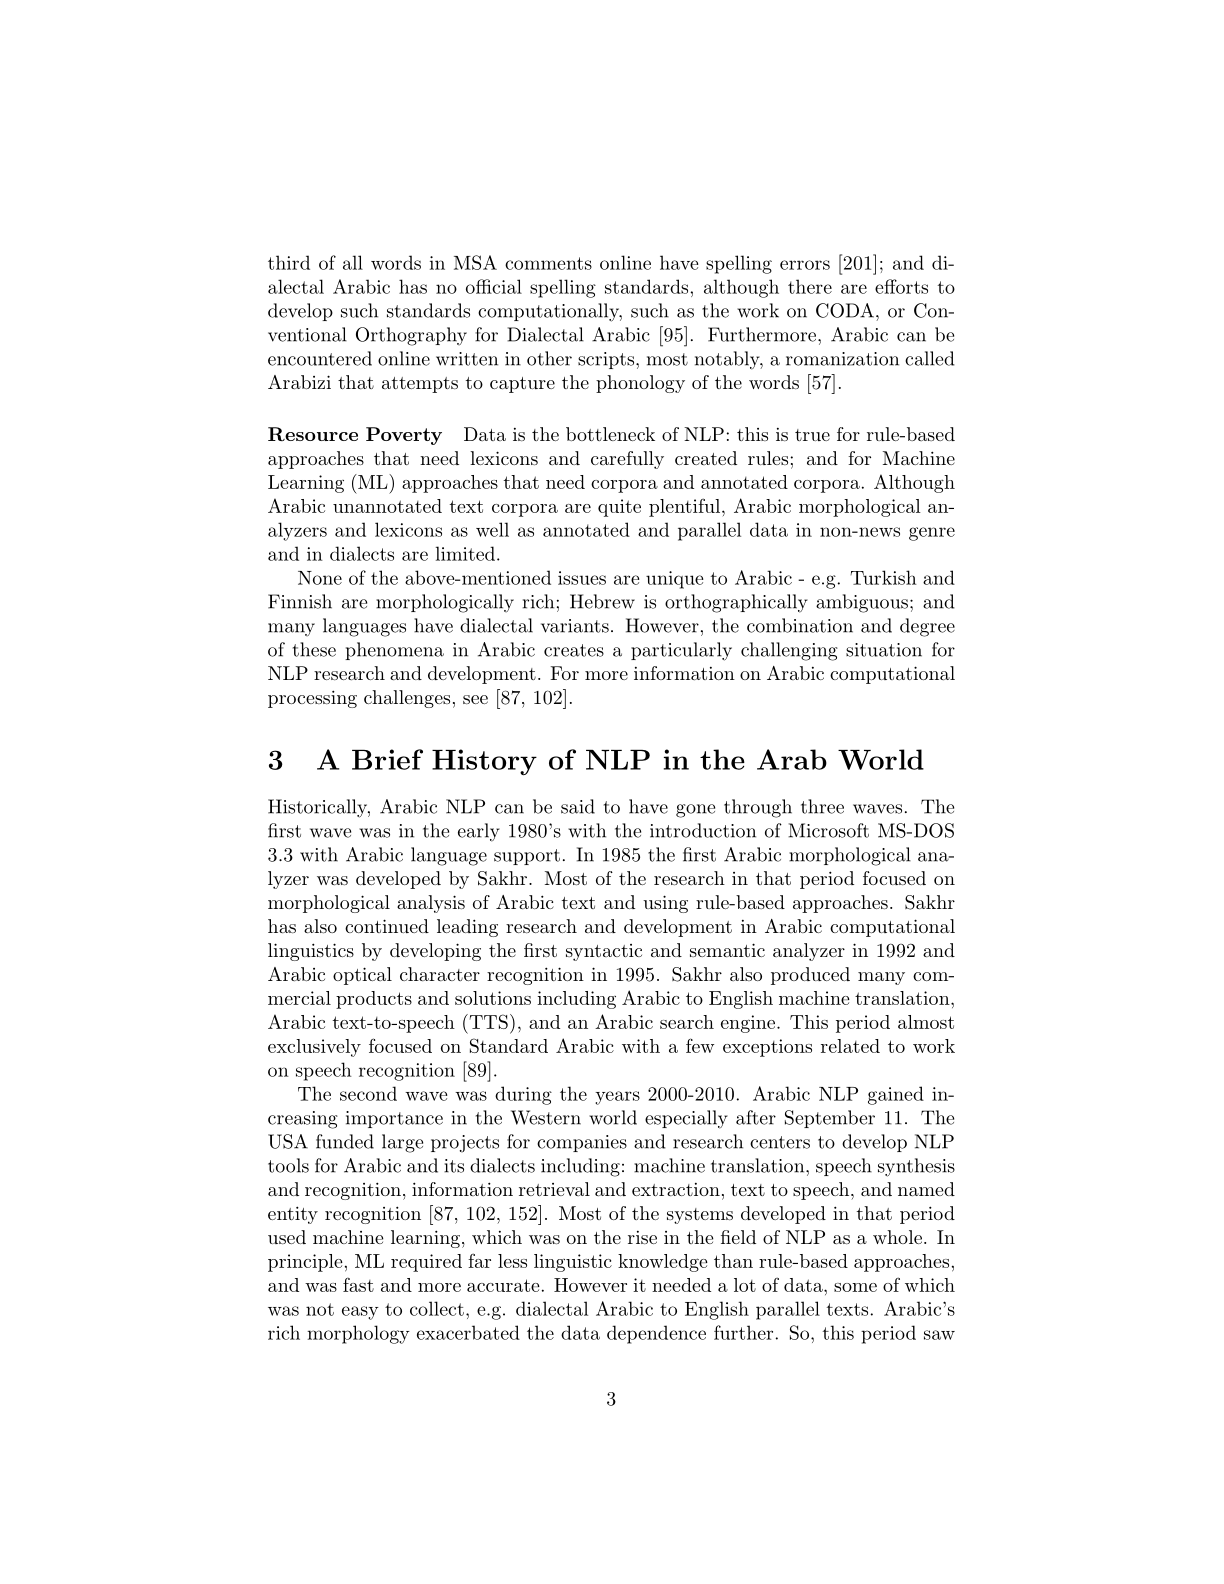 third of all words in MSA comments online have spelling errors [201]; and di-
alectal Arabic has no official spelling standards, although there are efforts to
develop such standards computationally, such as the work on CODA, or Con-
ventional Orthography for Dialectal Arabic [95]. Furthermore, Arabic can be
encountered online written in other scripts, most notably, a romanization called
Arabizi that attempts to capture the phonology of the words [57].
Resource Poverty Data is the bottleneck of NLP: this is true for rule-based
approaches that need lexicons and carefully created rules; and for Machine
Learning (ML) approaches that need corpora and annotated corpora. Although
Arabic unannotated text corpora are quite plentiful, Arabic morphological an-
alyzers and lexicons as well as annotated and parallel data in non-news genre
and in dialects are limited.
None of the above-mentioned issues are unique to Arabic - e.g. Turkish and
Finnish are morphologically rich; Hebrew is orthographically ambiguous; and
many languages have dialectal variants. However, the combination and degree
of these phenomena in Arabic creates a particularly challenging situation for
NLP research and development. For more information on Arabic computational
processing challenges, see [87, 102].
3 A Brief History of NLP in the Arab World
Historically, Arabic NLP can be said to have gone through three waves. The
first wave was in the early 1980's with the introduction of Microsoft MS-DOS
3.3 with Arabic language support. In 1985 the first Arabic morphological ana-
lyzer was developed by Sakhr. Most of the research in that period focused on
morphological analysis of Arabic text and using rule-based approaches. Sakhr
has also continued leading research and development in Arabic computational
linguistics by developing the first syntactic and semantic analyzer in 1992 and
Arabic optical character recognition in 1995. Sakhr also produced many com-
mercial products and solutions including Arabic to English machine translation,
Arabic text-to-speech (TTS), and an Arabic search engine. This period almost
exclusively focused on Standard Arabic with a few exceptions related to work
on speech recognition [89].
The second wave was during the years 2000-2010. Arabic NLP gained in-
creasing importance in the Western world especially after September 11. The
USA funded large projects for companies and research centers to develop NLP
tools for Arabic and its dialects including: machine translation, speech synthesis
and recognition, information retrieval and extraction, text to speech, and named
entity recognition [87, 102, 152]. Most of the systems developed in that period
used machine learning, which was on the rise in the field of NLP as a whole. In
principle, ML required far less linguistic knowledge than rule-based approaches,
and was fast and more accurate. However it needed a lot of data, some of which
was not easy to collect, e.g. dialectal Arabic to English parallel texts. Arabic's
rich morphology exacerbated the data dependence further. So, this period saw
3